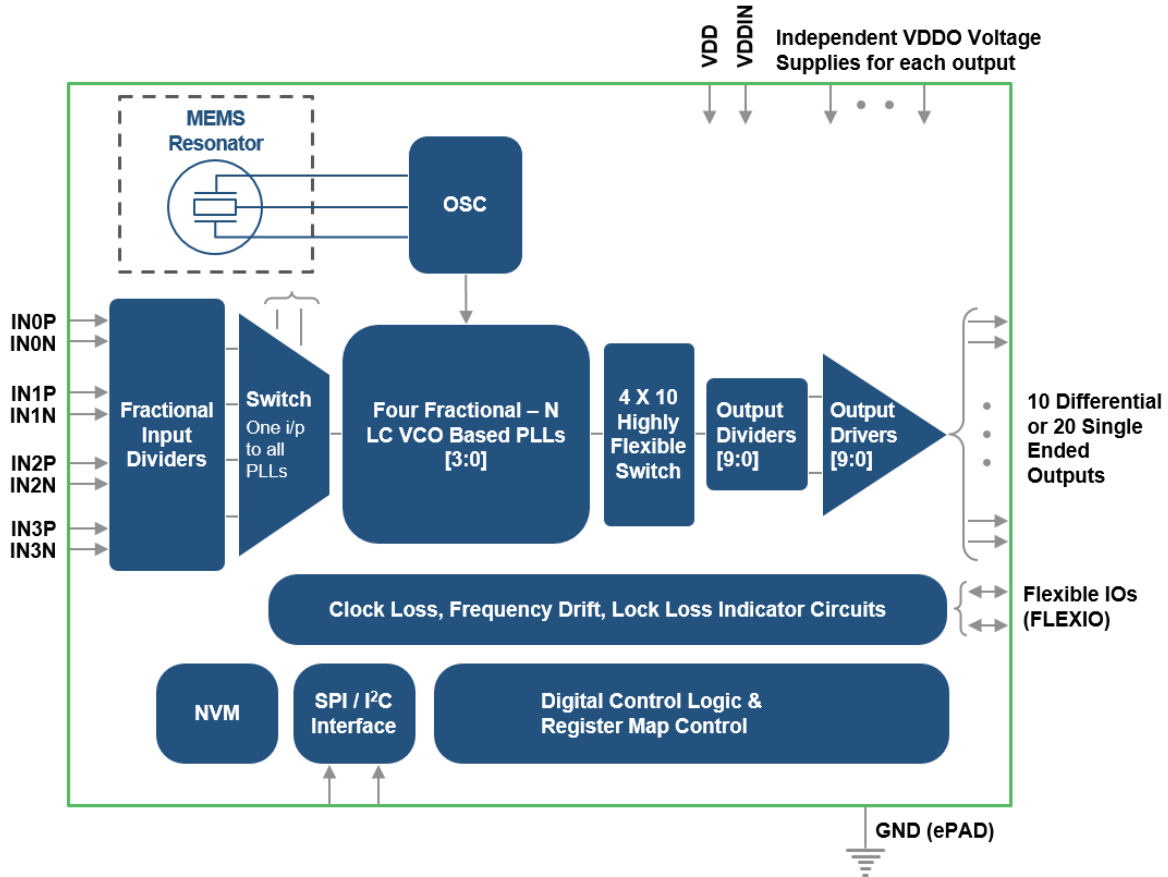 VDD
VDDIN
Independent VDDO Voltage
Supplies for each output
MEMS
Resonator
OSC
IN0P
IN0N
IN1P
IN1N
IN2P
IN2N
IN3P
IN3N
Fractional
Input
Dividers
Switch
One i/p
to all
PLLs
Four Fractional – N
LC VCO Based PLLs
[3:0]
4 X 10
Highly
Flexible
Switch
Output
Dividers
[9:0]
Output
Drivers
[9:0]
10 Differential
or 20 Single
Ended
Outputs
Clock Loss, Frequency Drift, Lock Loss Indicator Circuits
Flexible IOs
(FLEXIO)
NVM
SPI / I²C
Interface
Digital Control Logic &
Register Map Control
GND (ePAD)